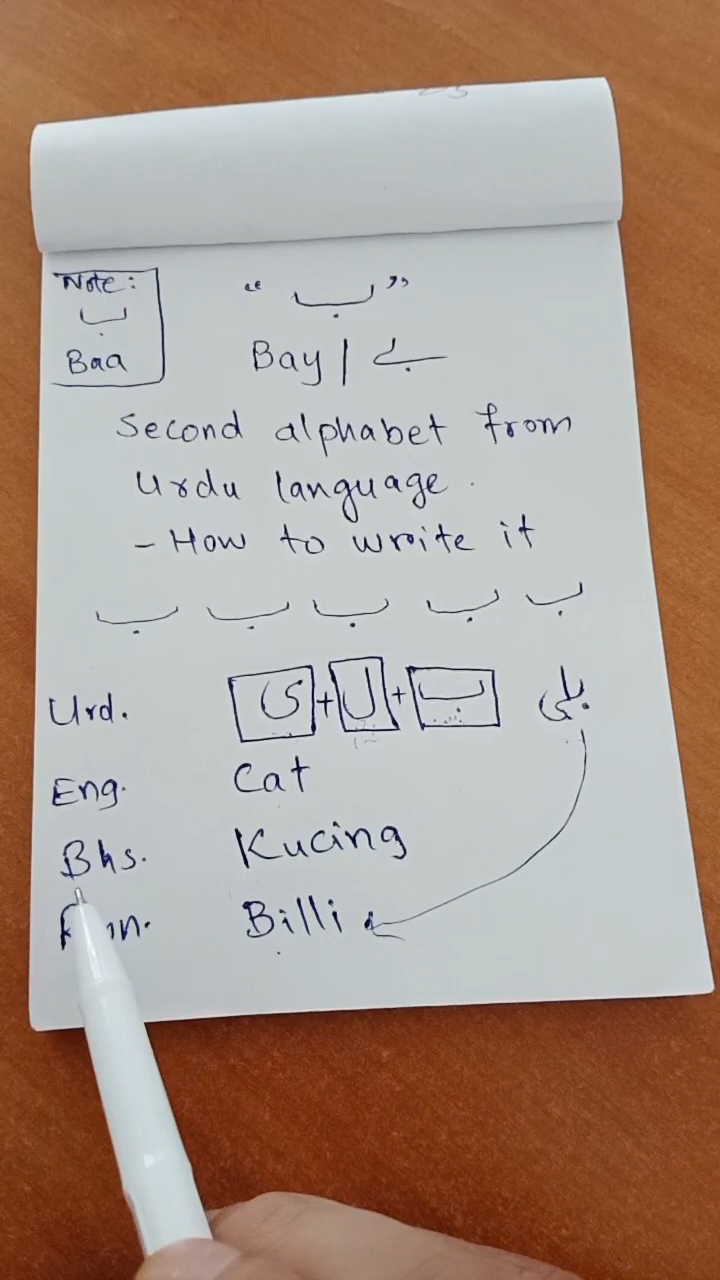 Note:
ب
Baa
“ ب ”
Bay | بے
Second alphabet from
Urdu language.
- How to write it
ب ب ب ب ب
Urd. ی + ل + ب بلی
Eng. Cat
Bhs. Kucing
Billi